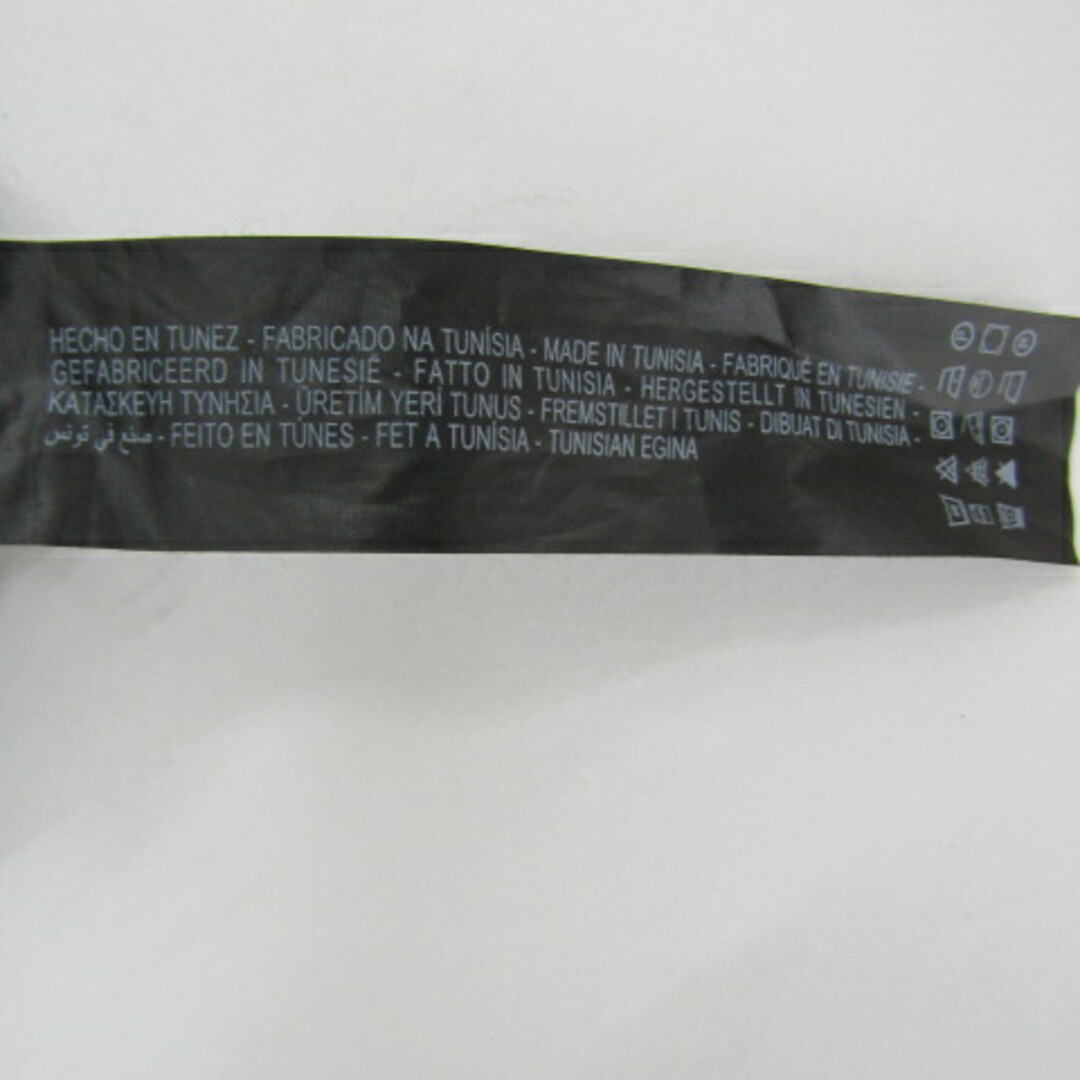 HECHO EN TUNEZ - FABRICADO NA TUNÍSIA - MADE IN TUNISIA - FABRIQUÉ EN TUNISIE -
GEFABRICEERD IN TUNESIË - FATTO IN TUNISIA - HERGESTELLT IN TUNESIEN -
ΚΑΤΑΣΚΕΥΗ ΤΥΝΗΣΙΑ - ÜRETİM YERİ TUNUS - FREMSTILLET I TUNIS - DIBUAT DI TUNISIA -
صنع في تونس - FEITO EN TÚNES - FET A TUNÍSIA - TUNISIAN EGINA